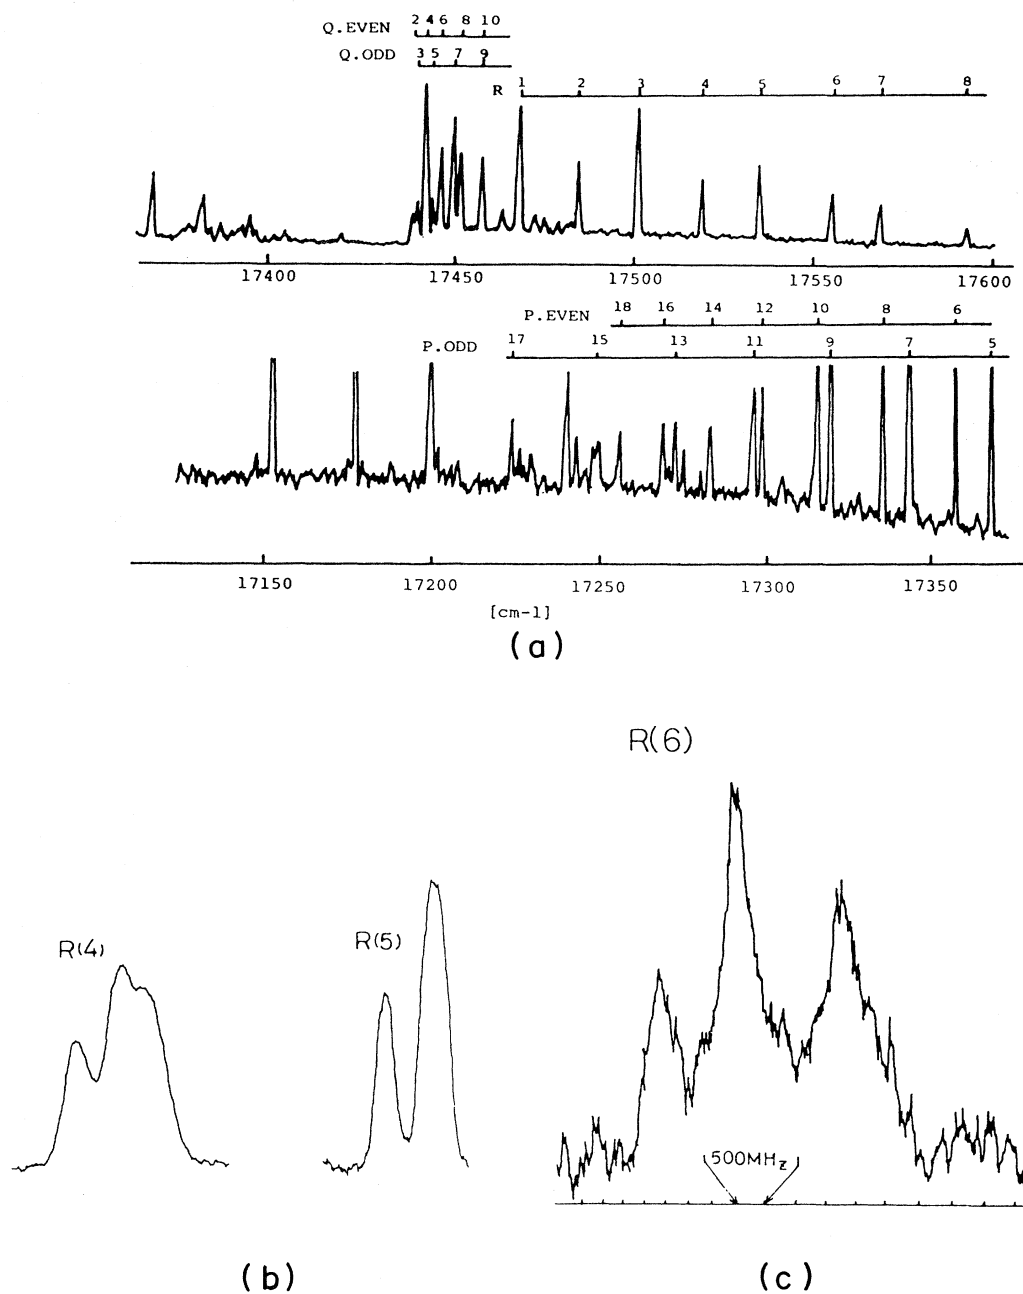 Q.EVEN 2 4 6 8 10
Q.ODD 3 5 7 9
R 1 2 3 4 5 6 7 8
17400 17450 17500 17550 17600
P.EVEN 18 16 14 12 10 8 6
P.ODD 17 15 13 11 9 7 5
17150 17200 17250 17300 17350
[cm-1]
(a)
R(6)
R(4)
R(5)
500MHz
(b)
(c)